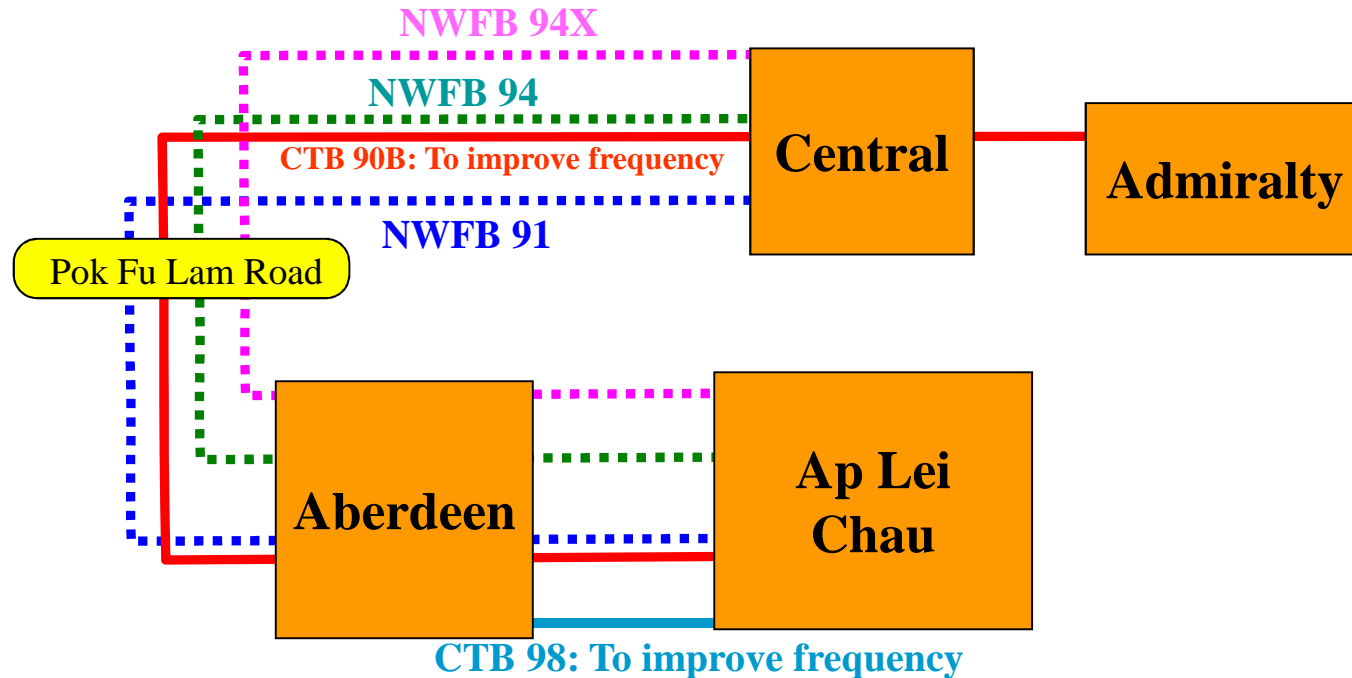 NWFB 94X
NWFB 94
CTB 90B: To improve frequency
NWFB 91
Central
Admiralty
Pok Fu Lam Road
Aberdeen
Ap Lei
Chau
CTB 98: To improve frequency